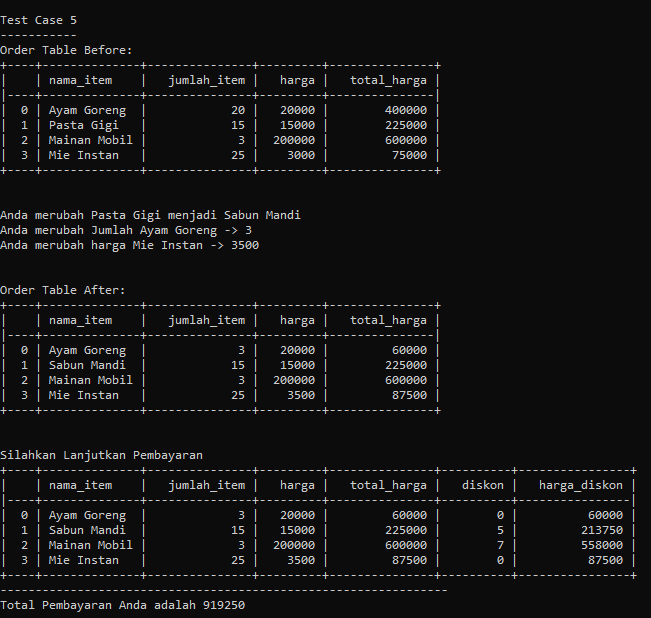 Test Case 5
-----------
Order Table Before:
+----+--------------+---------------+---------+---------------+
|    | nama_item    |   jumlah_item |   harga |   total_harga |
|----+--------------+---------------+---------+---------------|
|  0 | Ayam Goreng  |            20 |   20000 |        400000 |
|  1 | Pasta Gigi   |            15 |   15000 |        225000 |
|  2 | Mainan Mobil |             3 |  200000 |        600000 |
|  3 | Mie Instan   |            25 |    3000 |         75000 |
+----+--------------+---------------+---------+---------------+
Anda merubah Pasta Gigi menjadi Sabun Mandi
Anda merubah Jumlah Ayam Goreng -> 3
Anda merubah harga Mie Instan -> 3500
Order Table After:
+----+--------------+---------------+---------+---------------+
|    | nama_item    |   jumlah_item |   harga |   total_harga |
|----+--------------+---------------+---------+---------------|
|  0 | Ayam Goreng  |             3 |   20000 |         60000 |
|  1 | Sabun Mandi  |            15 |   15000 |        225000 |
|  2 | Mainan Mobil |             3 |  200000 |        600000 |
|  3 | Mie Instan   |            25 |    3500 |         87500 |
+----+--------------+---------------+---------+---------------+
Silahkan Lanjutkan Pembayaran
+----+--------------+---------------+---------+---------------+----------+----------------+
|    | nama_item    |   jumlah_item |   harga |   total_harga |   diskon |   harga_diskon |
|----+--------------+---------------+---------+---------------+----------+----------------|
|  0 | Ayam Goreng  |             3 |   20000 |         60000 |        0 |          60000 |
|  1 | Sabun Mandi  |            15 |   15000 |        225000 |        5 |         213750 |
|  2 | Mainan Mobil |             3 |  200000 |        600000 |        7 |         558000 |
|  3 | Mie Instan   |            25 |    3500 |         87500 |        0 |          87500 |
+----+--------------+---------------+---------+---------------+----------+----------------+
----------------------------------------------------------------
Total Pembayaran Anda adalah 919250